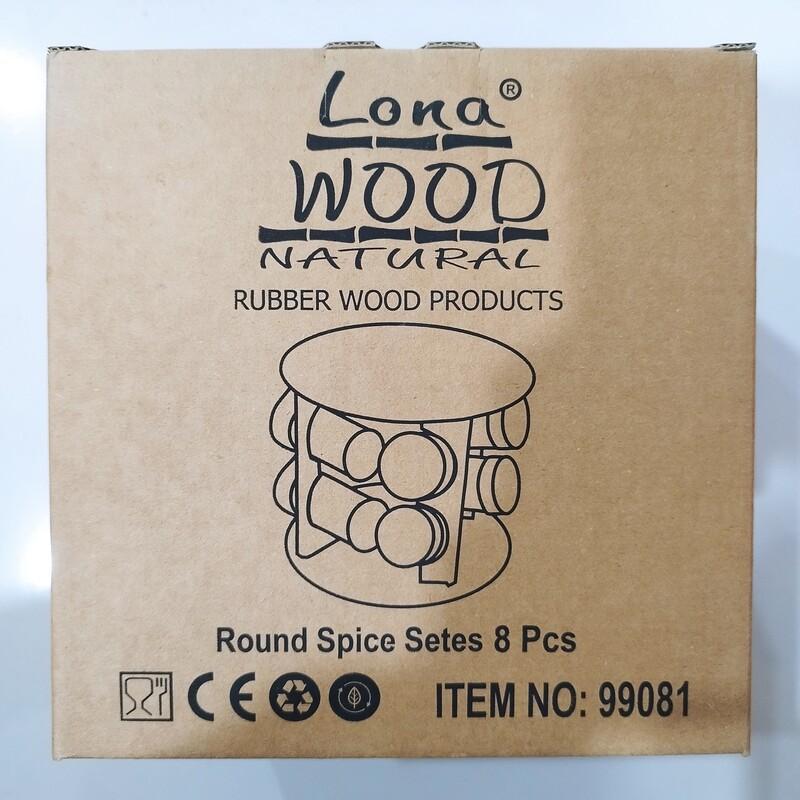 Lona®
WOOD
NATURAL
RUBBER WOOD PRODUCTS
Round Spice Setes 8 Pcs
CE
ITEM NO: 99081